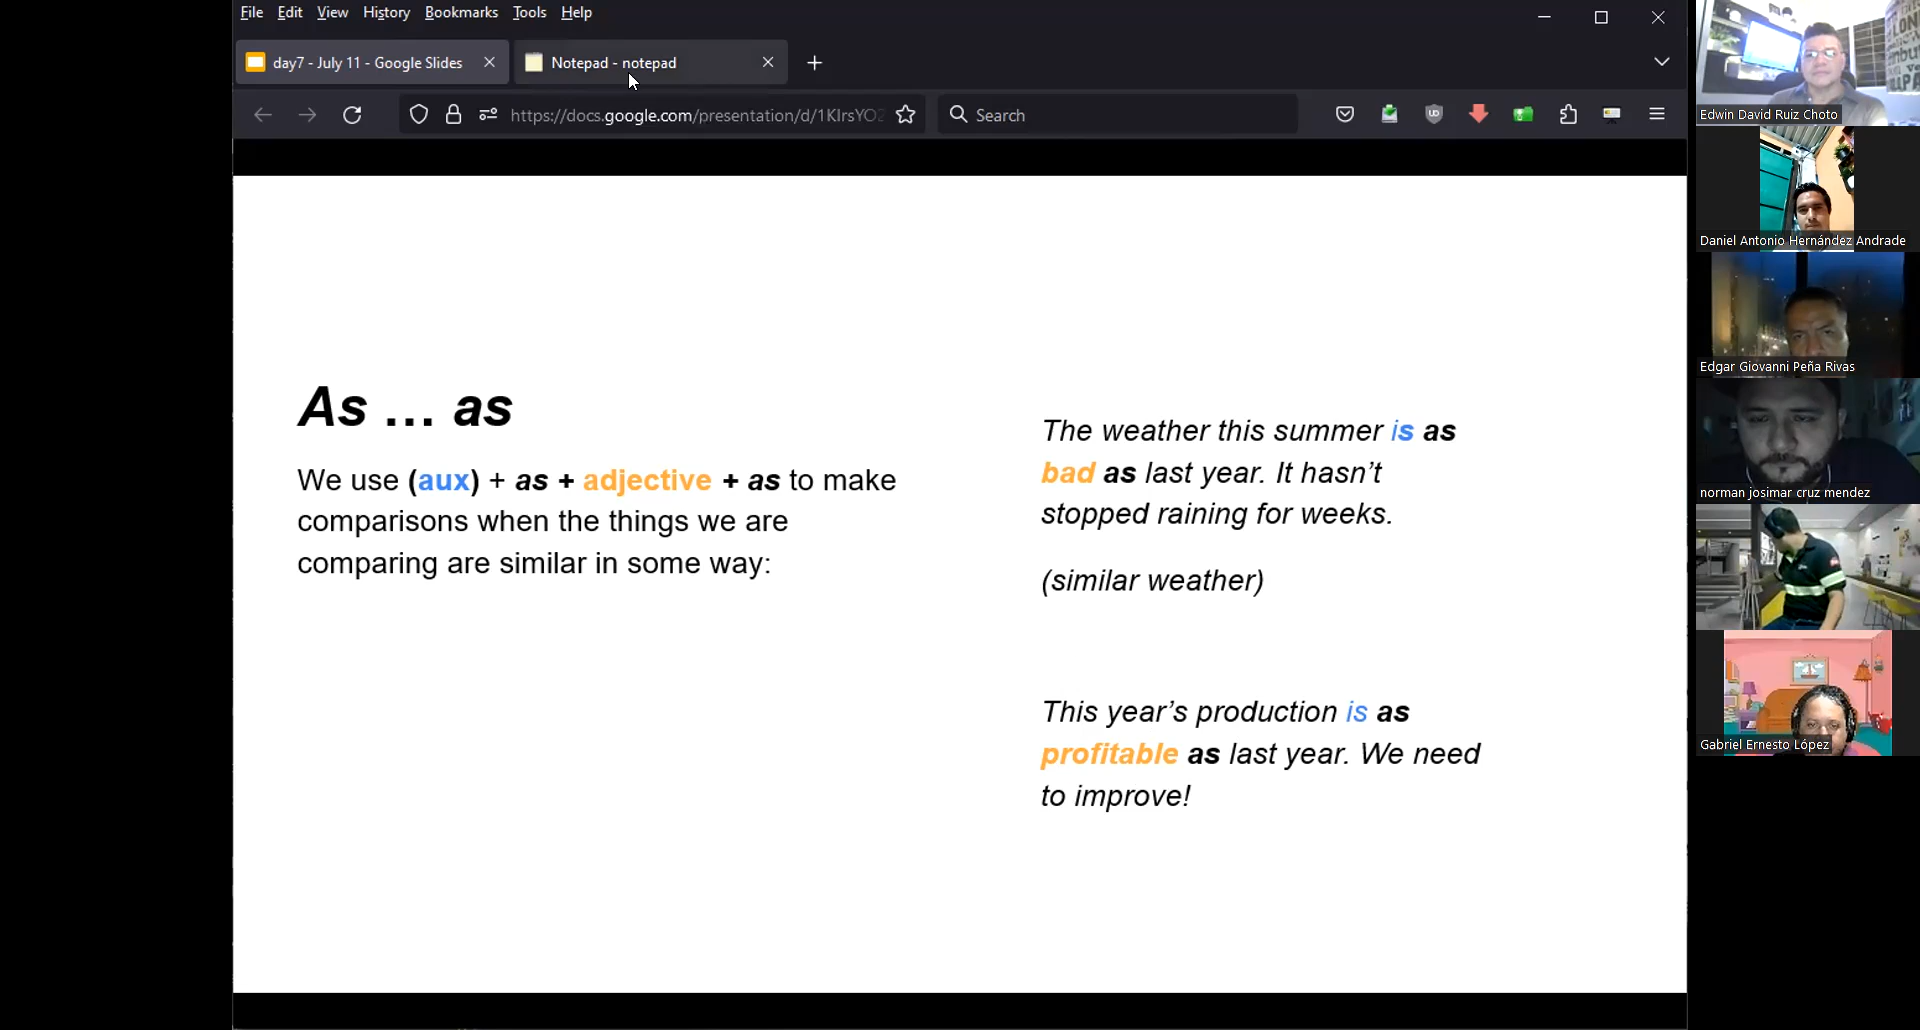 File Edit View History Bookmarks Tools Help
day7 - July 11 - Google Slides
Notepad - notepad
https://docs.google.com/presentation/d/1KIrsYO
Search
As ... as
We use (aux) + as + adjective + as to make
comparisons when the things we are
comparing are similar in some way:
The weather this summer is as
bad as last year. It hasn’t
stopped raining for weeks.
(similar weather)
This year’s production is as
profitable as last year. We need
to improve!
Edwin David Ruiz Choto
Daniel Antonio Hernández Andrade
Edgar Giovanni Peña Rivas
norman josimar cruz mendez
Gabriel Ernesto López